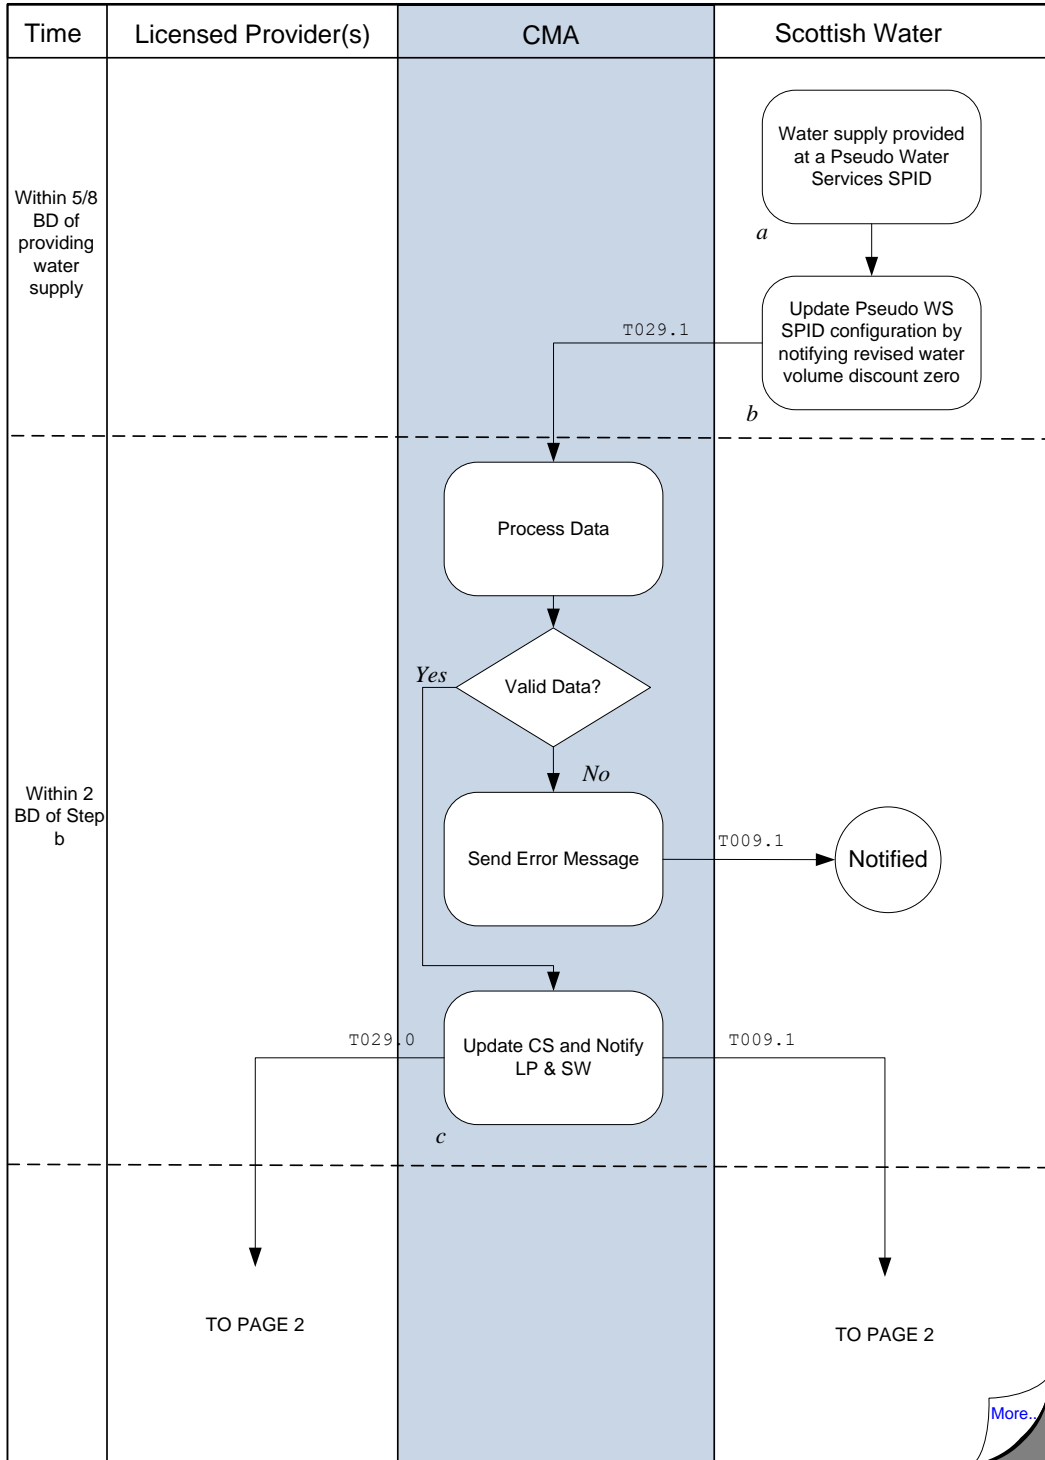 Time
Licensed Provider(s)
CMA
Scottish Water
Water supply provided
at a Pseudo Water
Services SPID
a
Within 5/8
BD of
providing
water
supply
Update Pseudo WS
SPID configuration by
notifying revised water
volume discount zero
b
T029.1
Process Data
Valid Data?
Yes
No
Within 2
BD of Step
b
Send Error Message
T009.1
Notified
T029.0
Update CS and Notify
LP & SW
T009.1
c
TO PAGE 2
TO PAGE 2
More..